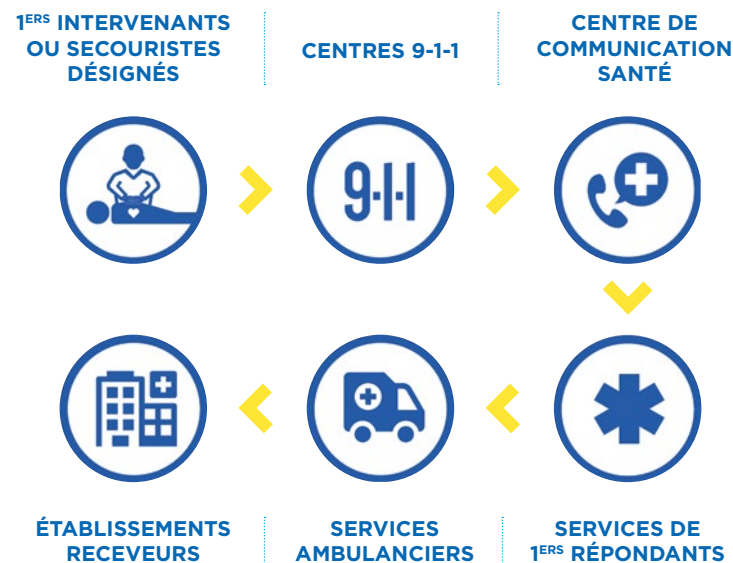 1ERS INTERVENANTS
OU SECOURISTES
DÉSIGNÉS
CENTRES 9-1-1
CENTRE DE
COMMUNICATION
SANTÉ
9-1-1
ÉTABLISSEMENTS
RECEVEURS
SERVICES
AMBULANCIERS
SERVICES DE
1ERS RÉPONDANTS